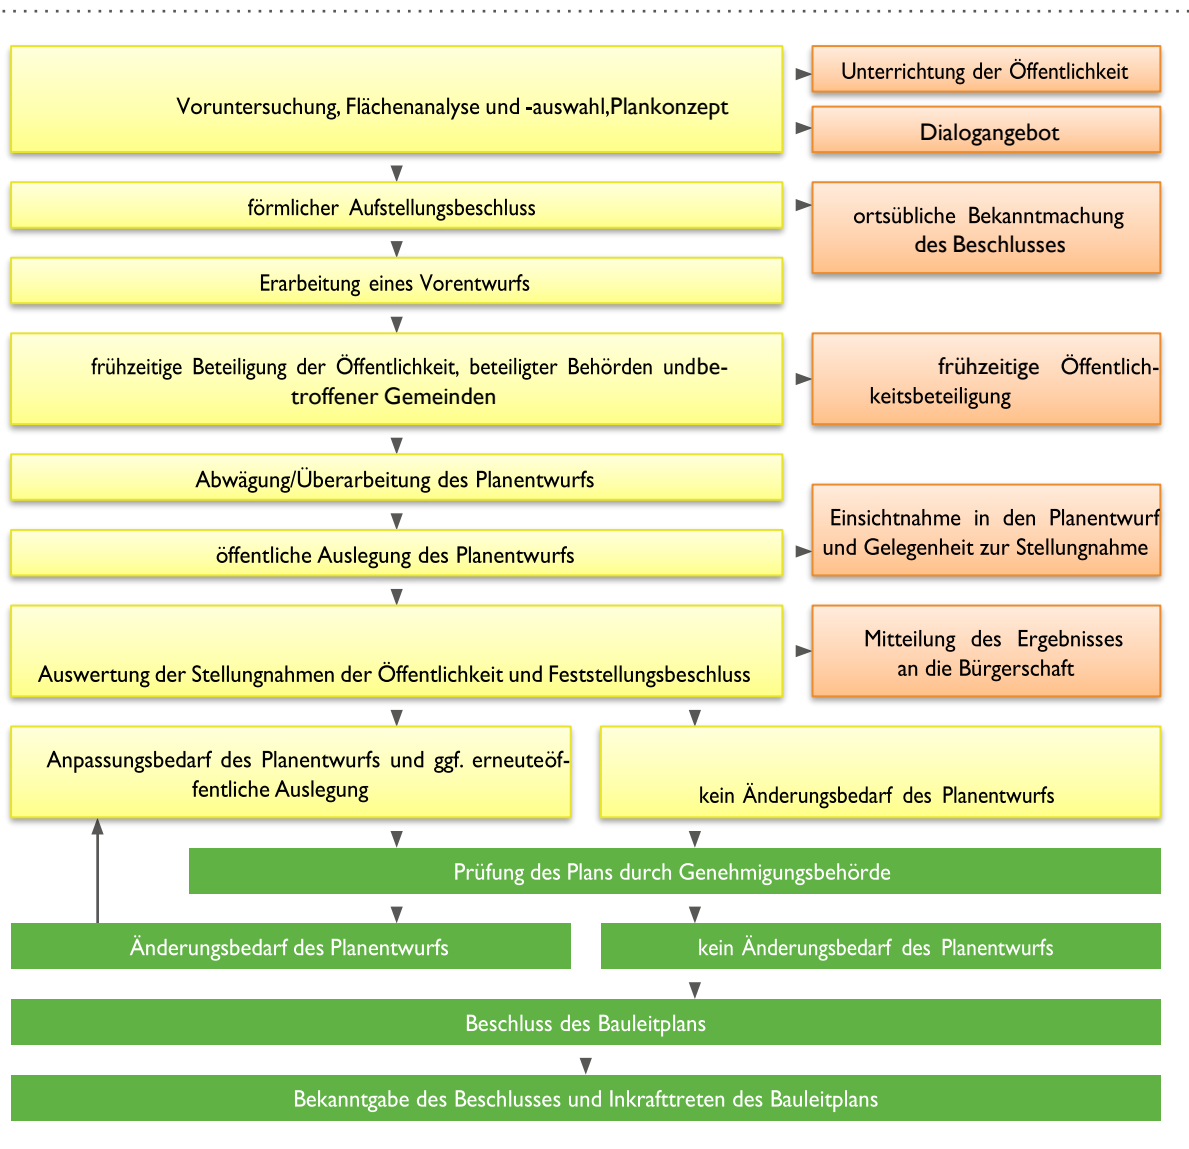 Voruntersuchung, Flächenanalyse und -auswahl,Plankonzept
Unterrichtung der Öffentlichkeit
Dialogangebot
förmlicher Aufstellungsbeschluss
ortsübliche Bekanntmachung
des Beschlusses
Erarbeitung eines Vorentwurfs
frühzeitige Beteiligung der Öffentlichkeit, beteiligter Behörden undbe-
troffener Gemeinden
frühzeitige Öffentlich-
keitsbeteiligung
Abwägung/Überarbeitung des Planentwurfs
öffentliche Auslegung des Planentwurfs
Einsichtnahme in den Planentwurf
und Gelegenheit zur Stellungnahme
Auswertung der Stellungnahmen der Öffentlichkeit und Feststellungsbeschluss
Mitteilung des Ergebnisses
an die Bürgerschaft
Anpassungsbedarf des Planentwurfs und ggf. erneuteöf-
fentliche Auslegung
kein Änderungsbedarf des Planentwurfs
Prüfung des Plans durch Genehmigungsbehörde
Änderungsbedarf des Planentwurfs
kein Änderungsbedarf des Planentwurfs
Beschluss des Bauleitplans
Bekanntgabe des Beschlusses und Inkrafttreten des Bauleitplans